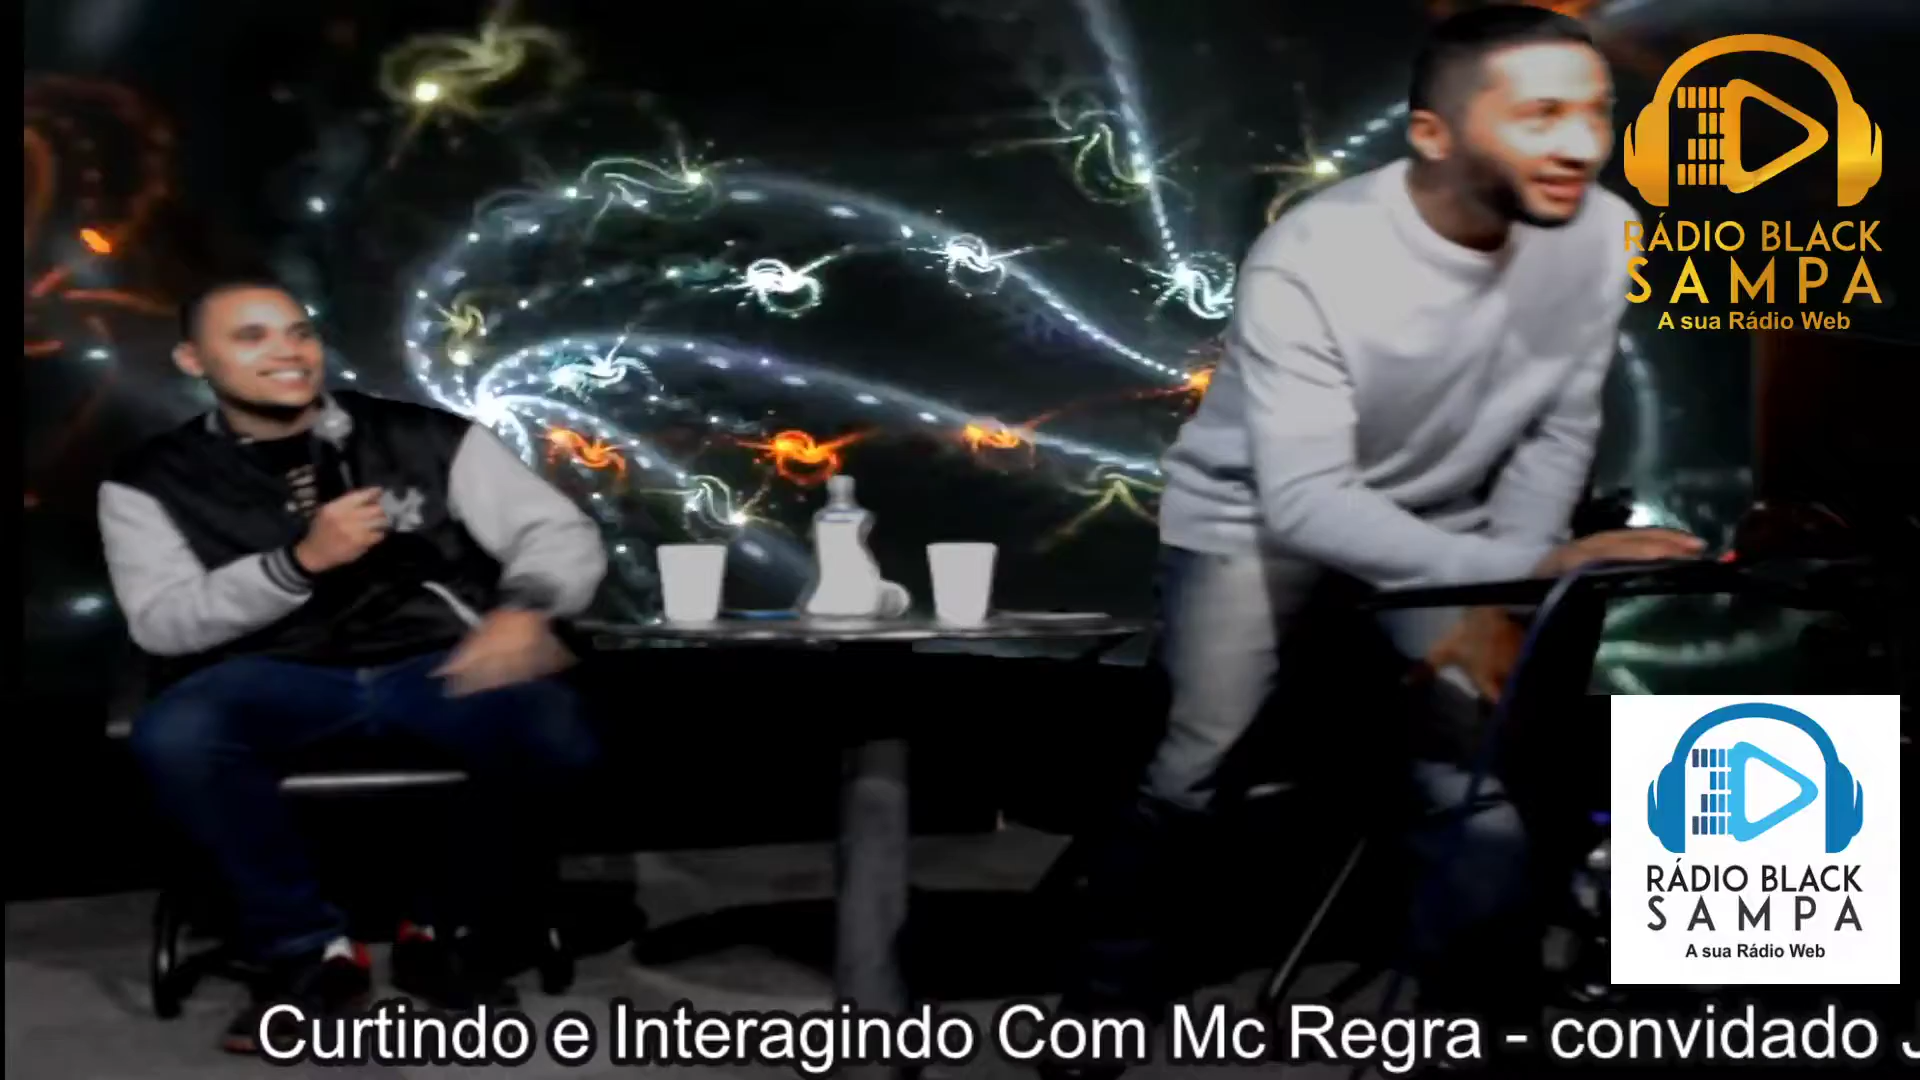 RÁDIO BLACK
SAMPA
A sua Rádio Web
RÁDIO BLACK
SAMPA
A sua Rádio Web
Curtindo e Interagindo Com Mc Regra - convidado